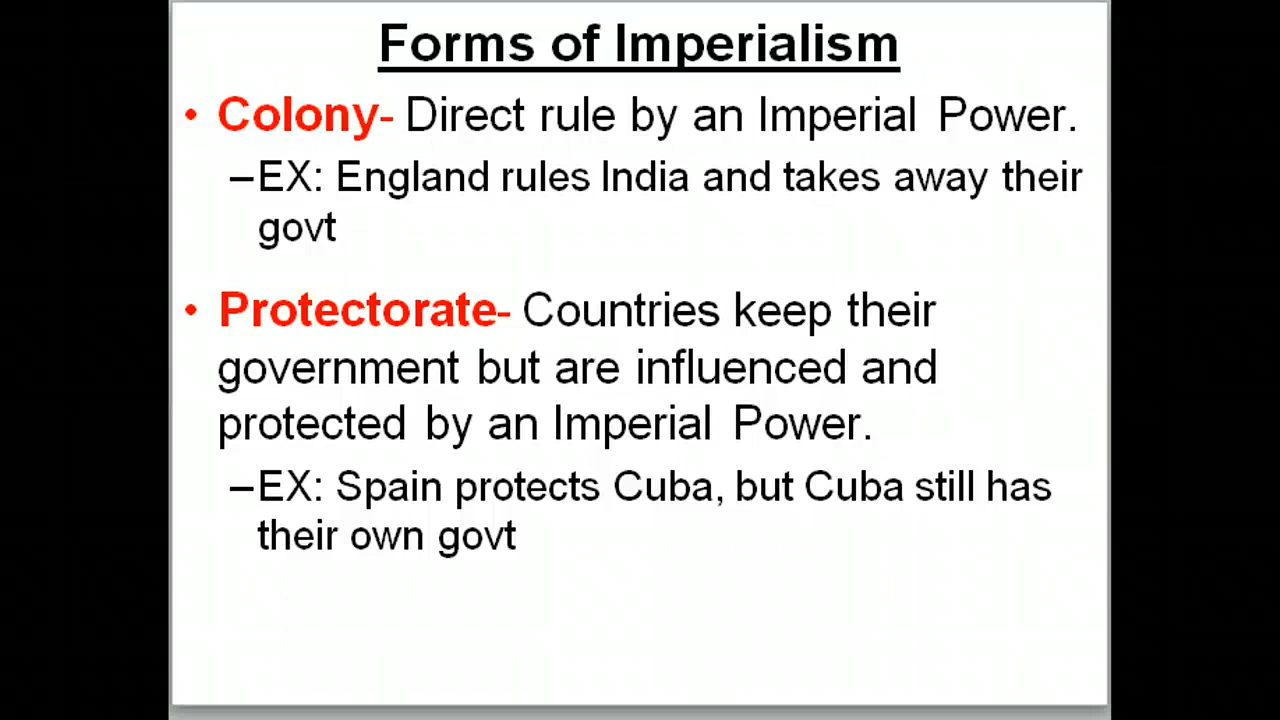 Forms of Imperialism
• Colony- Direct rule by an Imperial Power.
–EX: England rules India and takes away their
govt
• Protectorate- Countries keep their
government but are influenced and
protected by an Imperial Power.
–EX: Spain protects Cuba, but Cuba still has
their own govt